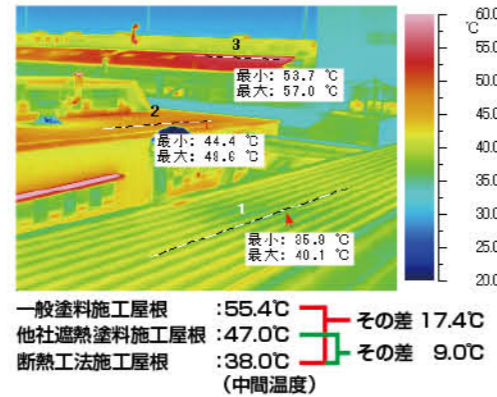 3
最小: 53.7 ℃
最大: 57.0 ℃
2
最小: 44.4 ℃
最大: 49.6 ℃
1
最小: 35.9 ℃
最大: 40.1 ℃
60.0
℃
55.0
50.0
45.0
40.0
35.0
30.0
25.0
20.0
一般塗料施工屋根 :55.4℃
他社遮熱塗料施工屋根 :47.0℃
断熱工法施工屋根 :38.0℃
(中間温度)
その差 17.4℃
その差 9.0℃